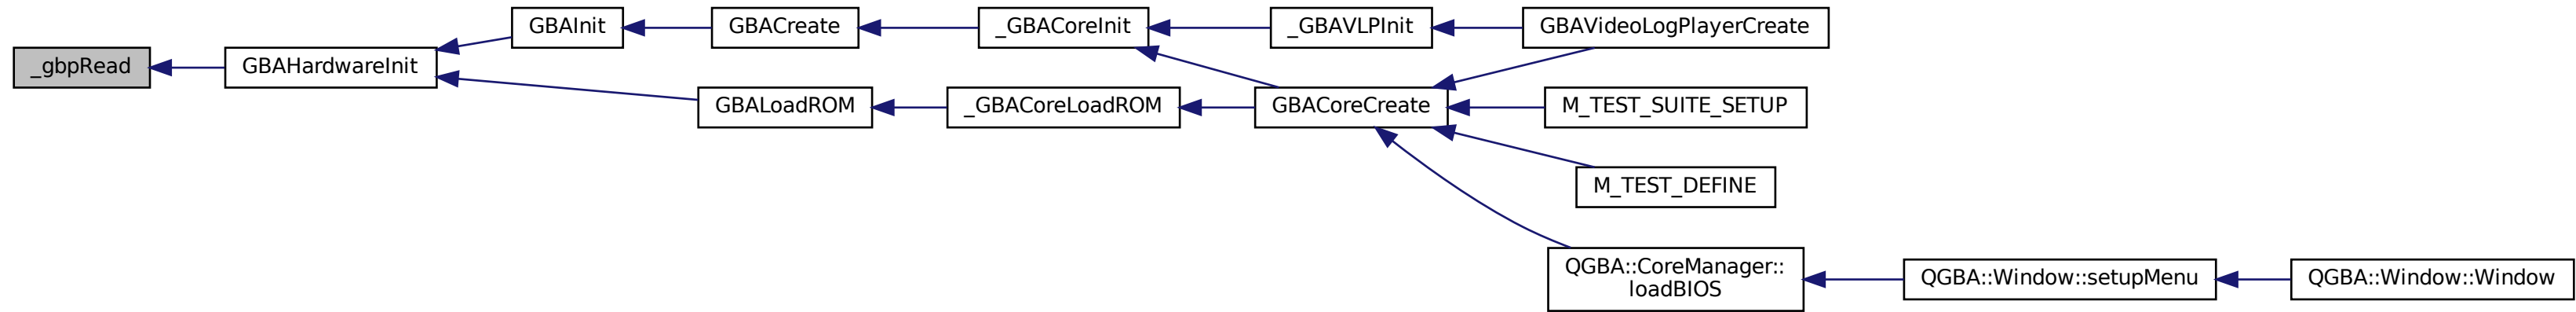 _gbpRead
GBAHardwareInit
GBAInit
GBACreate
_GBACoreInit
_GBAVLPInit
GBAVideoLogPlayerCreate
GBALoadROM
_GBACoreLoadROM
GBACoreCreate
M_TEST_SUITE_SETUP
M_TEST_DEFINE
QGBA::CoreManager::
loadBIOS
QGBA::Window::setupMenu
QGBA::Window::Window